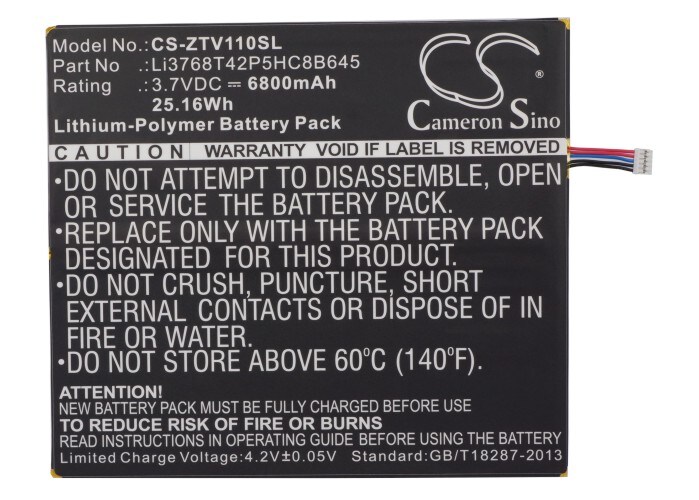 Model No.: CS-ZTV110SL
Part No .: Li3768T42P5HC8B645
Rating .: 3.7VDC ⎓ 6800mAh
25.16Wh
Lithium-Polymer Battery Pack
CS ®
Cameron Sino
CAUTION WARRANTY VOID IF LABEL IS REMOVED
•DO NOT ATTEMPT TO DISASSEMBLE, OPEN
OR SERVICE THE BATTERY PACK.
•REPLACE ONLY WITH THE BATTERY PACK
DESIGNATED FOR THIS PRODUCT.
•DO NOT CRUSH, PUNCTURE, SHORT
EXTERNAL CONTACTS OR DISPOSE OF IN
FIRE OR WATER.
•DO NOT STORE ABOVE 60°C (140°F).
ATTENTION!
NEW BATTERY PACK MUST BE FULLY CHARGED BEFORE USE
TO REDUCE RISK OF FIRE OR BURNS
READ INSTRUCTIONS IN OPERATING GUIDE BEFORE USING BATTERY
Limited Charge Voltage:4.2V±0.05V Standard:GB/T18287-2013